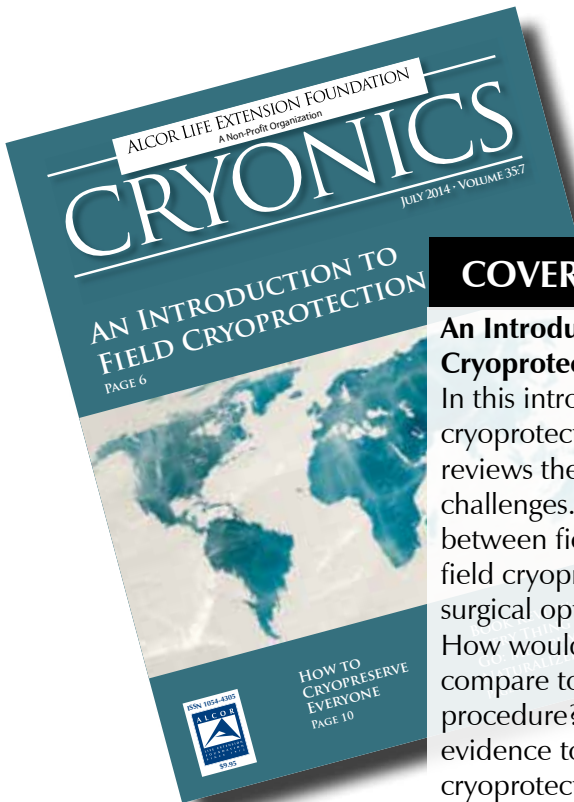 ALCOR LIFE EXTENSION FOUNDATION
A Non-Profit Organization
CRYONICS
JULY 2014 • VOLUME 35:7
AN INTRODUCTION TO
FIELD CRYOPROTECTION
PAGE 6
HOW TO
CRYOPRESERVE
EVERYONE
PAGE 10
ISSN 1054-4305
ALCOR
LIFE EXTENSION
FOUNDATION
$9.95
COVER
An Introdu
Cryoprotec
In this intro
cryoprotect
reviews the
challenges.
between fie
field cryopr
surgical opt
How would
compare to
procedure?
evidence to
cryoprotect